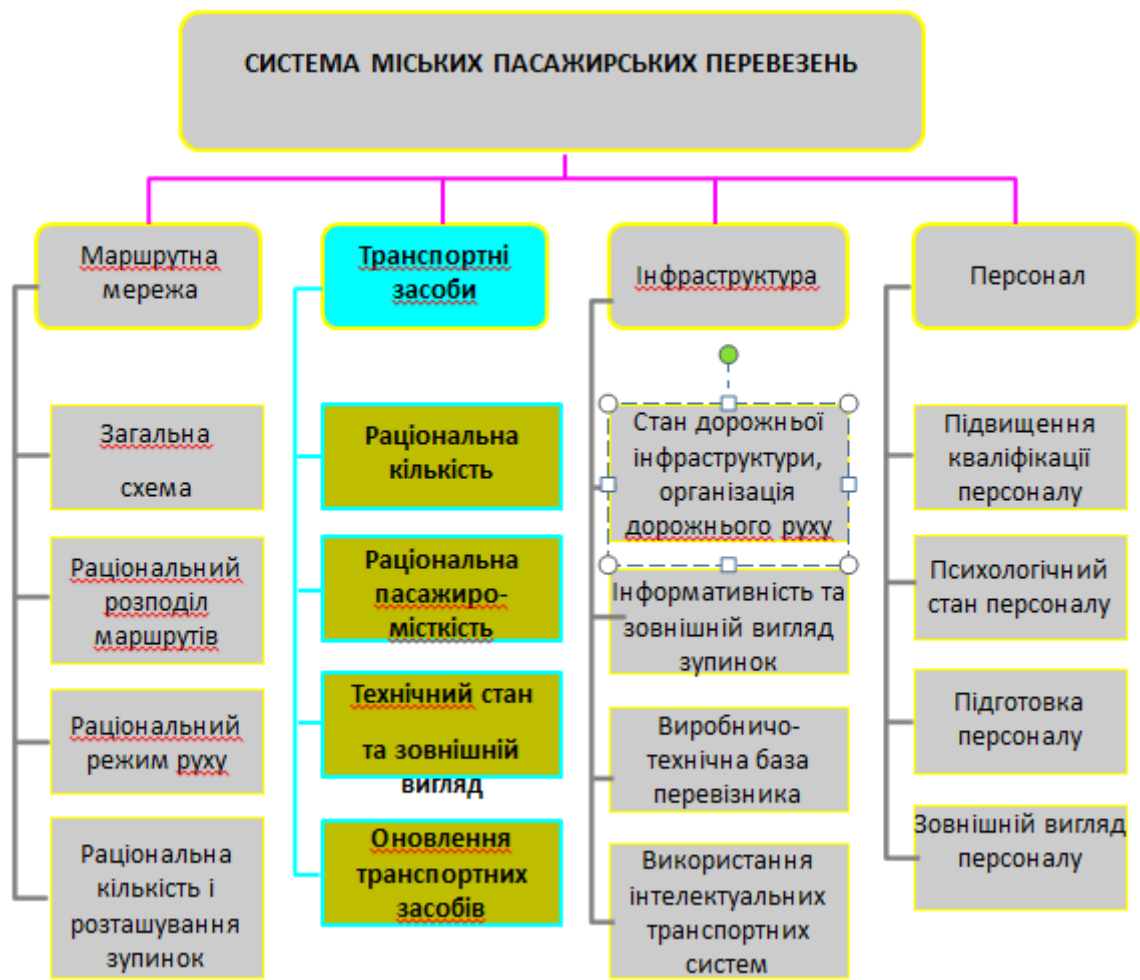 СИСТЕМА МІСЬКИХ ПАСАЖИРСЬКИХ ПЕРЕВЕЗЕНЬ
Маршрутна
мережа
Загальна
схема
Раціональний
розподіл
маршрутів
Раціональний
режим руху
Раціональна
кількість і
розташування
зупинок
Транспортні
засоби
Раціональна
кількість
Раціональна
пасажиро-
місткість
Технічний стан
та зовнішній
вигляд
Оновлення
транспортних
засобів
Інфраструктура
Стан дорожньої
інфраструктури,
організація
дорожнього руху
Інформативність та
зовнішній вигляд
зупинок
Виробничо-
технічна база
перевізника
Використання
інтелектуальних
транспортних
систем
Персонал
Підвищення
кваліфікації
персоналу
Психологічний
стан персоналу
Підготовка
персоналу
Зовнішній вигляд
персоналу